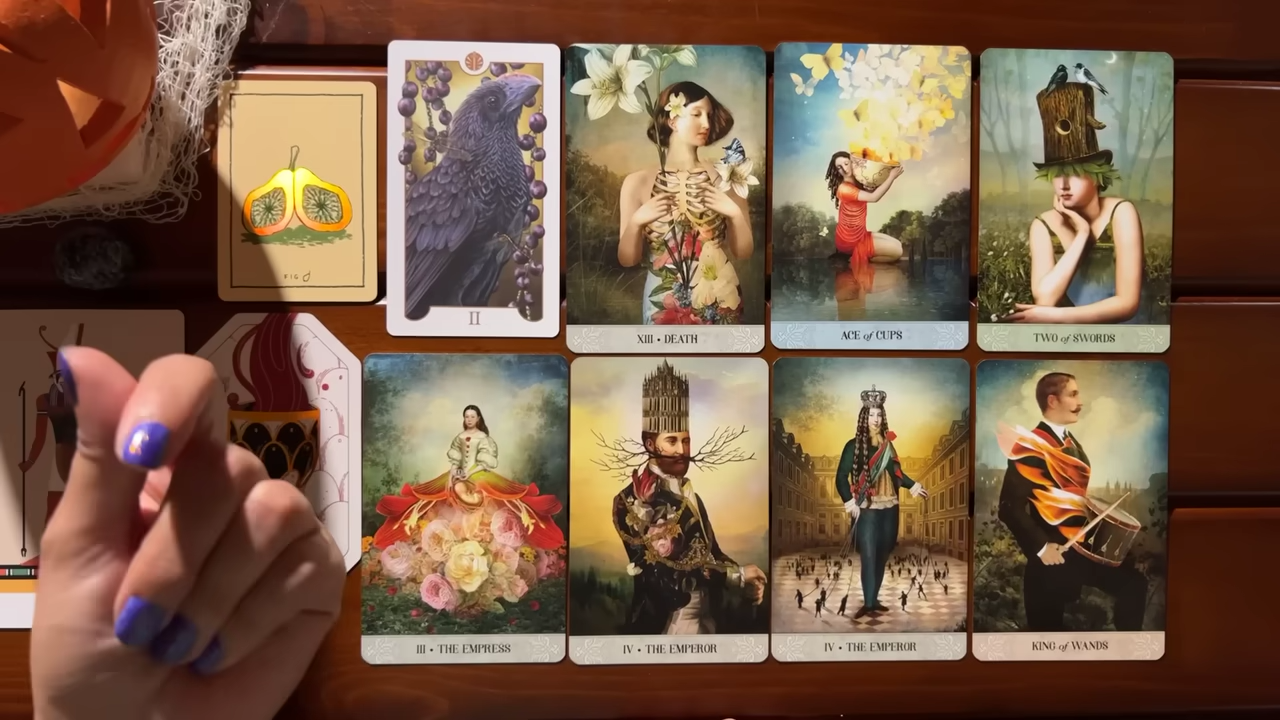 FIG
II
XIII • DEATH
ACE of CUPS
TWO of SWORDS
III • THE EMPRESS
IV • THE EMPEROR
IV • THE EMPEROR
KING of WANDS